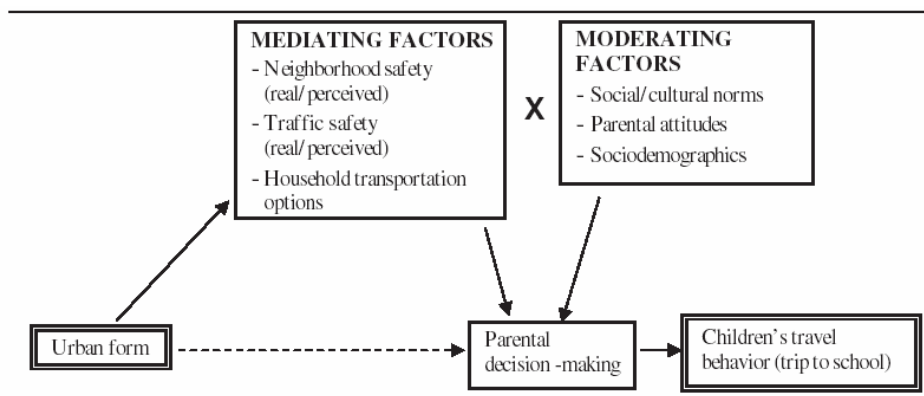 MEDIATING FACTORS
- Neighborhood safety
(real/ perceived)
- Traffic safety
(real/ perceived)
- Household transportation
options
X
MODERATING
FACTORS
- Social/ cultural norms
- Parental attitudes
- Sociodemographics
Urban form
Parental
decision -making
Children's travel
behavior (trip to school)